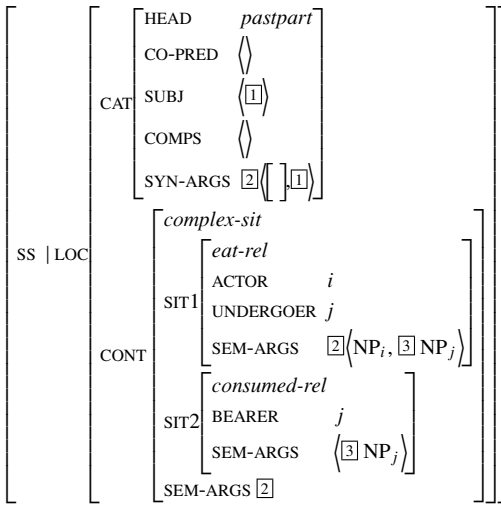 HEAD pastpart
CO-PRED ⟨⟩
SUBJ ⟨[1]⟩
CAT
COMPS ⟨⟩
SYN-ARGS [2]⟨[ ],[1]⟩
complex-sit
SS | LOC
eat-rel
ACTOR i
SIT1
UNDERGOER j
SEM-ARGS [2]⟨NPᵢ, [3] NPⱼ⟩
CONT
consumed-rel
SIT2 BEARER j
SEM-ARGS ⟨[3] NPⱼ⟩
SEM-ARGS [2]